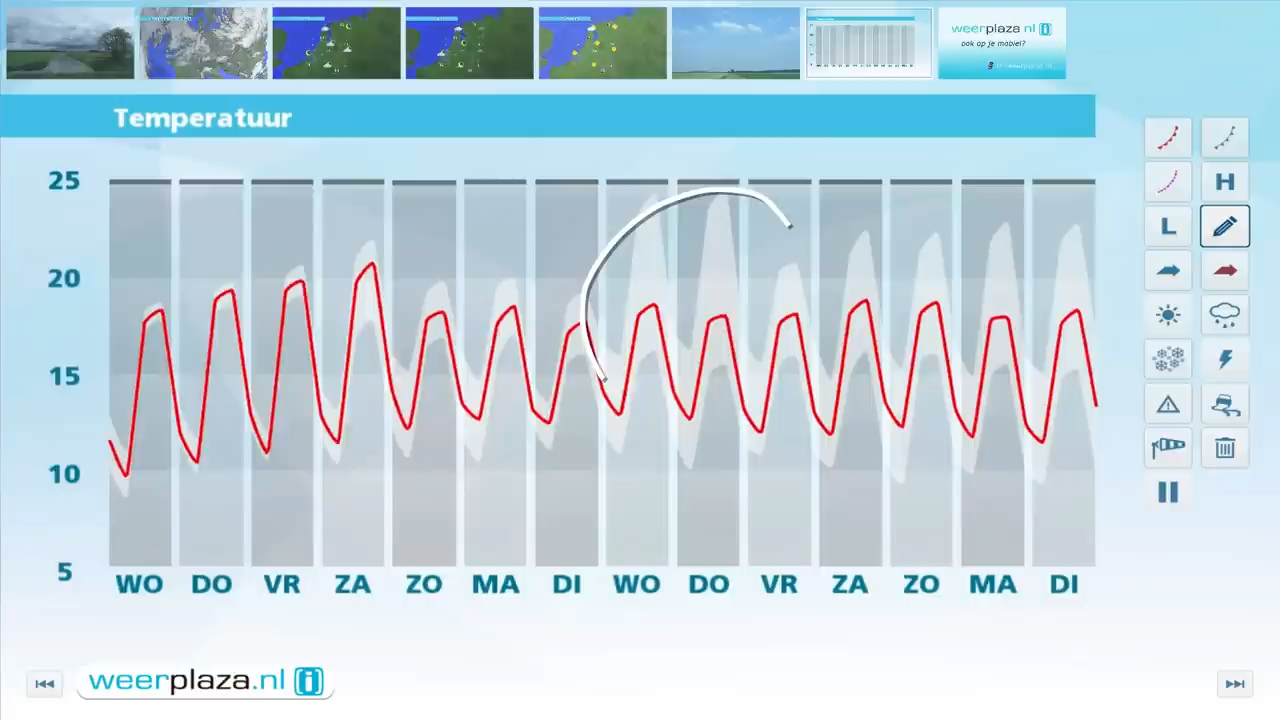 weerplaza.nl i
ook op je mobiel?
Temperatuur
25
20
15
10
5
WO DO VR ZA ZO MA DI WO DO VR ZA ZO MA DI
H
L
weerplaza.nl i